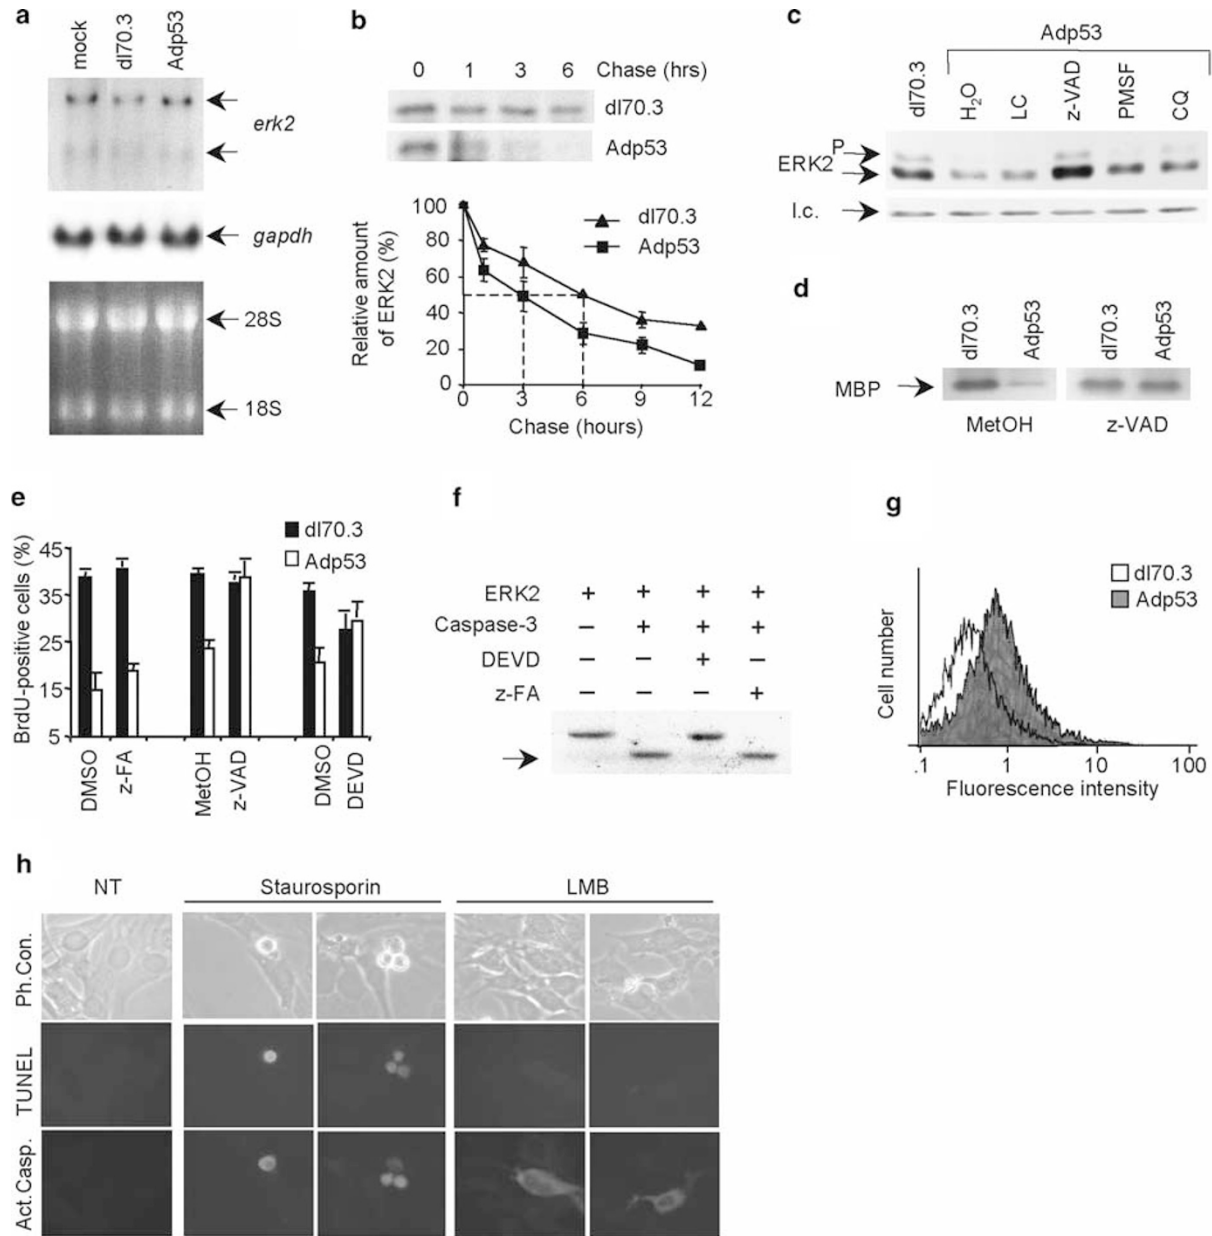 a
mock
dl70.3
Adp53
erk2
gapdh
28S
18S
b
0 1 3 6 Chase (hrs)
dl70.3
Adp53
Relative amount
of ERK2 (%)
100
80
60
40
20
0
dl70.3
Adp53
0 3 6 9 12
Chase (hours)
c
Adp53
dl70.3
H₂O
LC
z-VAD
PMSF
CQ
P
ERK2
l.c.
d
dl70.3
Adp53
dl70.3
Adp53
MBP
MetOH z-VAD
e
dl70.3
Adp53
BrdU-positive cells (%)
45
35
25
15
5
DMSO
z-FA
MetOH
z-VAD
DMSO
DEVD
f
ERK2 + + + +
Caspase-3 – + + +
DEVD – – + –
z-FA – – – +
g
dl70.3
Adp53
Cell number
.1 1 10 100
Fluorescence intensity
h
NT Staurosporin LMB
Ph.Con.
TUNEL
Act.Casp.